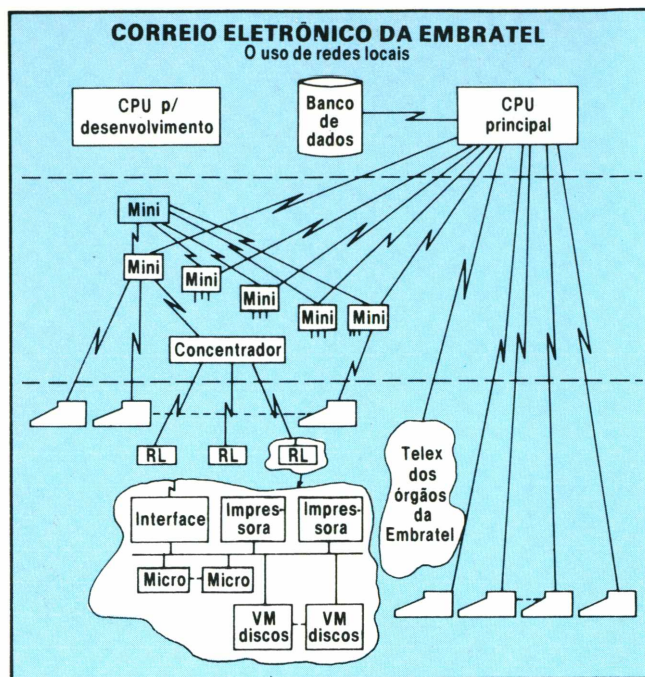 CORREIO ELETRÔNICO DA EMBRATEL
O uso de redes locais
CPU p/
desenvolvimento
Banco
de
dados
CPU
principal
Mini
Mini
Mini
Mini
Mini
Mini
Concentrador
RL
RL
RL
Telex
dos
órgãos
da
Embratel
Interface
Impres-
sora
Impres-
sora
Micro
Micro
VM
discos
VM
discos